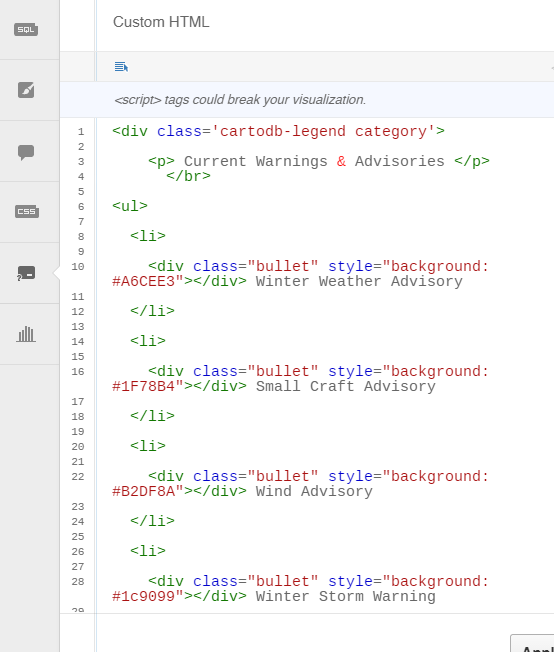 Custom HTML
SQL
<script> tags could break your visualization.
1 <div class='cartodb-legend category'>
2
3 <p> Current Warnings & Advisories </p>
4 </br>
5
6 <ul>
7
8 <li>
9
10 <div class="bullet" style="background:
#A6CEE3"></div> Winter Weather Advisory
11
12 </li>
13
14 <li>
15
16 <div class="bullet" style="background:
#1F78B4"></div> Small Craft Advisory
17
18 </li>
19
20 <li>
21
22 <div class="bullet" style="background:
#B2DF8A"></div> Wind Advisory
23
24 </li>
25
26 <li>
27
28 <div class="bullet" style="background:
#1c9099"></div> Winter Storm Warning
29
CSS